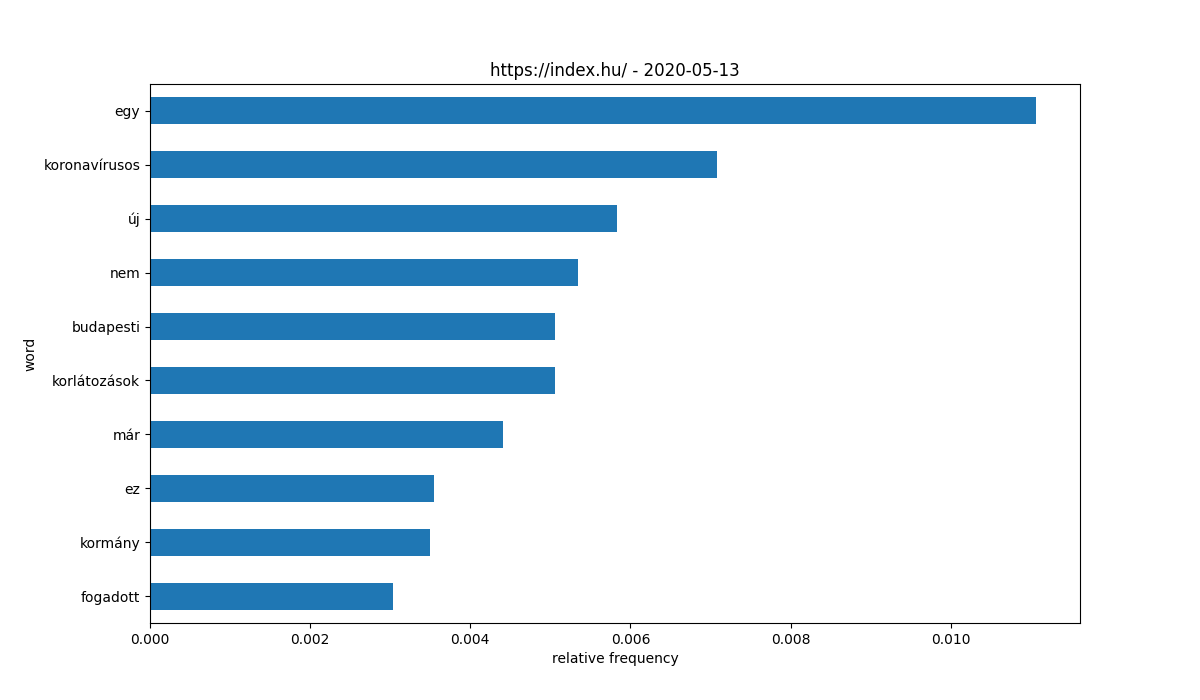 https://index.hu/ - 2020-05-13
egy
koronavírusos
új
nem
budapesti
korlátozások
már
ez
kormány
fogadott
word
0.000 0.002 0.004 0.006 0.008 0.010
relative frequency